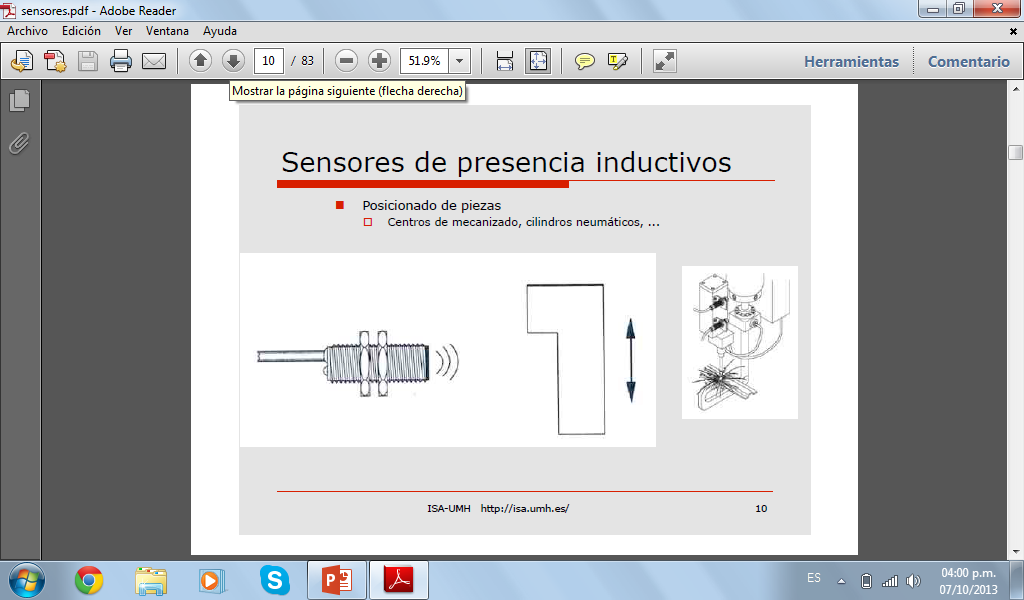 sensores.pdf - Adobe Reader
Archivo Edición Ver Ventana Ayuda
10 / 83 51.9% Herramientas Comentario
Mostrar la página siguiente (flecha derecha)
Sensores de presencia inductivos
Posicionado de piezas
Centros de mecanizado, cilindros neumáticos, ...
ISA-UMH http://isa.umh.es/ 10
ES 04:00 p.m.
07/10/2013